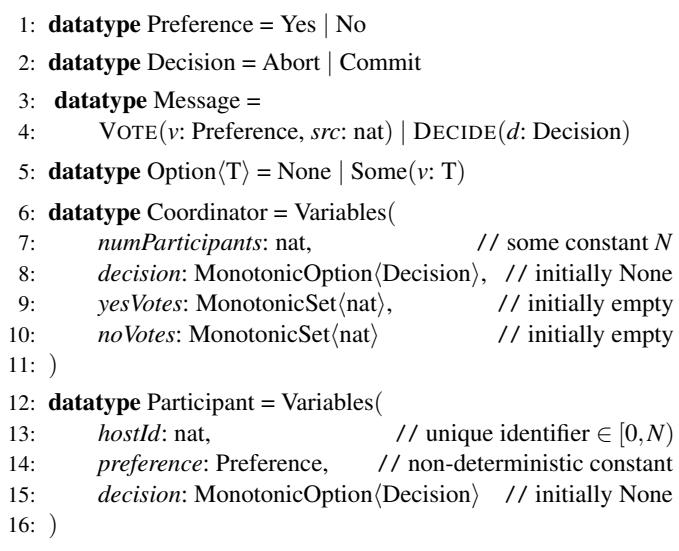 1: datatype Preference = Yes | No
2: datatype Decision = Abort | Commit
3: datatype Message =
4: VOTE(v: Preference, src: nat) | DECIDE(d: Decision)
5: datatype Option⟨T⟩ = None | Some(v: T)
6: datatype Coordinator = Variables(
7: numParticipants: nat, // some constant N
8: decision: MonotonicOption⟨Decision⟩, // initially None
9: yesVotes: MonotonicSet⟨nat⟩, // initially empty
10: noVotes: MonotonicSet⟨nat⟩ // initially empty
11: )
12: datatype Participant = Variables(
13: hostId: nat, // unique identifier ∈ [0,N)
14: preference: Preference, // non-deterministic constant
15: decision: MonotonicOption⟨Decision⟩ // initially None
16: )